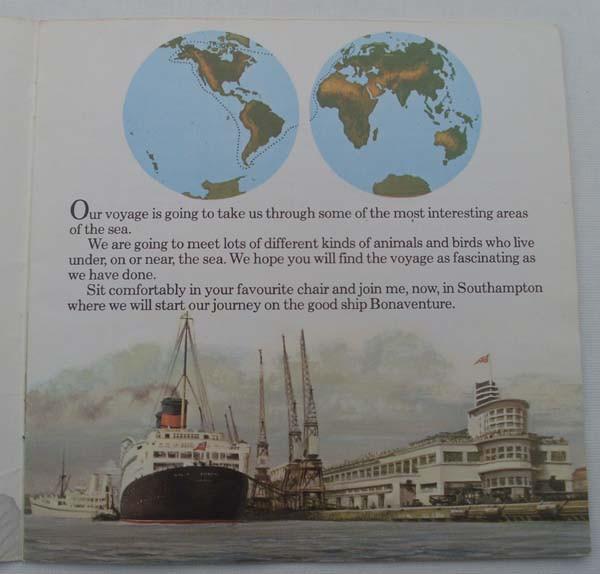 Our voyage is going to take us through some of the most interesting areas
of the sea.
We are going to meet lots of different kinds of animals and birds who live
under, on or near, the sea. We hope you will find the voyage as fascinating as
we have done.
Sit comfortably in your favourite chair and join me, now, in Southampton
where we will start our journey on the good ship Bonaventure.